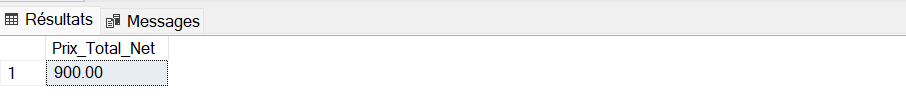 Résultats Messages
Prix_Total_Net
1 900.00